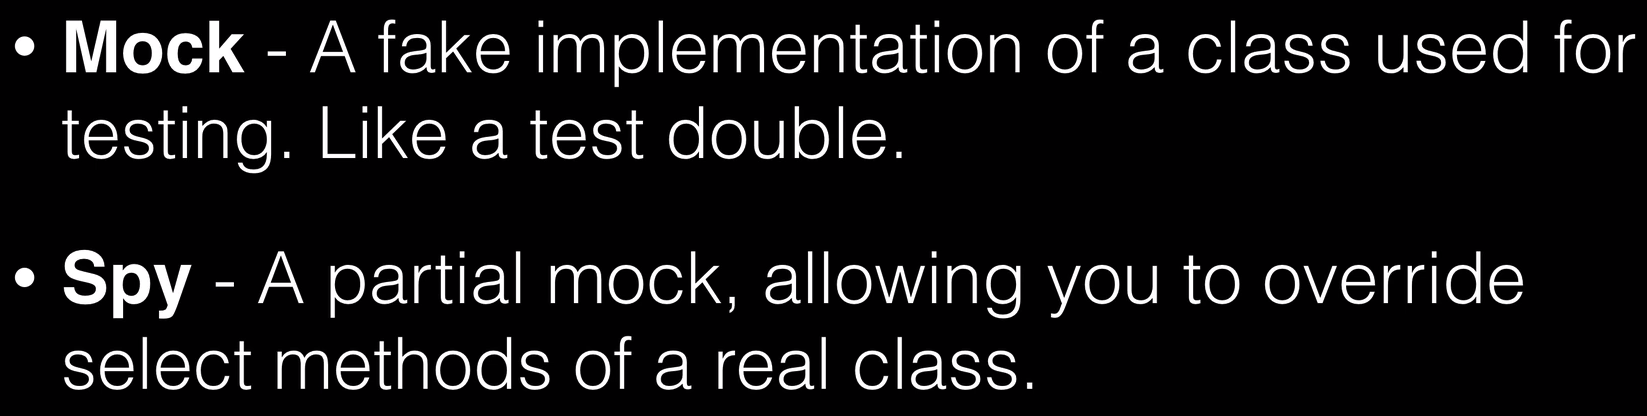 • Mock - A fake implementation of a class used for
testing. Like a test double.
• Spy - A partial mock, allowing you to override
select methods of a real class.